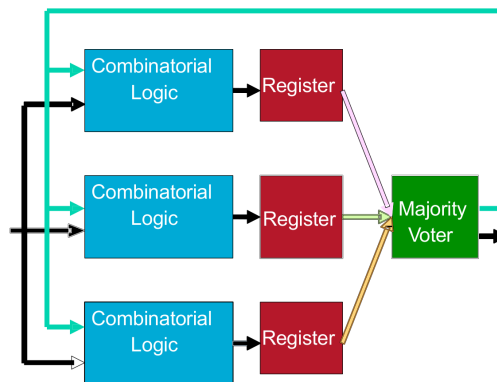 Combinatorial
Logic
Register
Combinatorial
Logic
Register
Majority
Voter
Combinatorial
Logic
Register